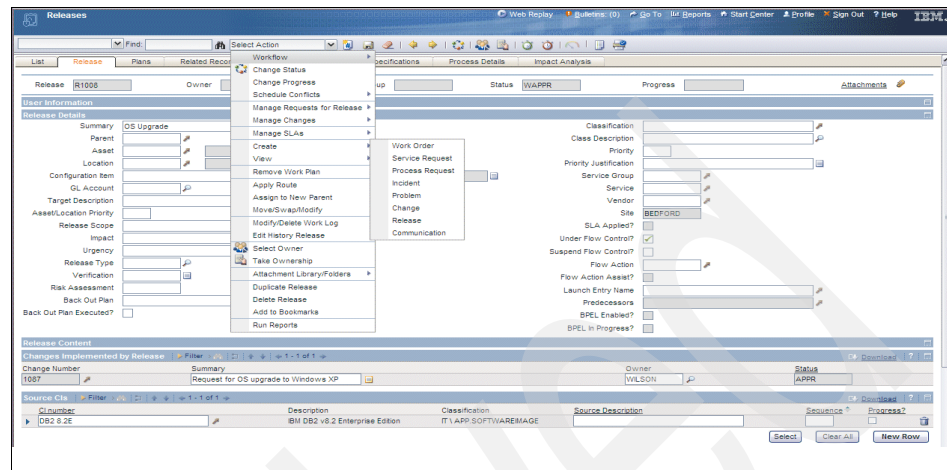 Releases
Web Replay Bulletins: (0) Go To Reports Start Center Profile Sign Out ? Help IBM.
Find: Select Action
List Release Plans Related Recor ecifications Process Details Impact Analysis
Release R1008 Owner up Status WAPPR Progress Attachments
User Information
Release Details
Summary OS Upgrade
Parent
Asset
Location
Configuration Item
GL Account
Target Description
Asset/Location Priority
Release Scope
Impact
Urgency
Release Type
Verification
Risk Assessment
Back Out Plan
Back Out Plan Executed?
Workflow
Change Status
Change Progress
Schedule Conflicts
Manage Requests for Release
Manage Changes
Manage SLAs
Create
View
Remove Work Plan
Apply Route
Assign to New Parent
Move/Swap/Modify
Modify/Delete Work Log
Edit History Release
Select Owner
Take Ownership
Attachment Library/Folders
Duplicate Release
Delete Release
Add to Bookmarks
Run Reports
Work Order
Service Request
Process Request
Incident
Problem
Change
Release
Communication
Classification
Class Description
Priority
Priority Justification
Service Group
Service
Vendor
Site BEDFORD
SLA Applied?
Under Flow Control?
Suspend Flow Control?
Flow Action
Flow Action Assist?
Launch Entry Name
Predecessors
BPEL Enabled?
BPEL In Progress?
Release Content
Changes Implemented by Release Filter 1 - 1 of 1 Download ?
Change Number Summary Owner Status
1087 Request for OS upgrade to Windows XP WILSON APPR
Source CIs Filter 1 - 1 of 1 Download ?
CI number Description Classification Source Description Sequence Progress?
DB2 8.2E IBM DB2 v8.2 Enterprise Edition IT \ APP.SOFTWAREIMAGE
Select Clear All New Row